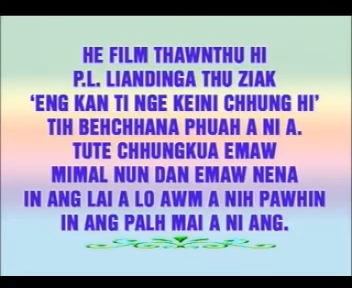 HE FILM THAWNTHU HI
P.L. LIANDINGA THU ZIAK
‘ENG KAN TI NGE KEINI CHHUNG HI’
TIH BEHCHHANA PHUAH A NI A.
TUTE CHHUNGKUA EMAW
MIMAL NUN DAN EMAW NENA
IN ANG LAI A LO AWM A NIH PAWHIN
IN ANG PALH MAI A NI ANG.